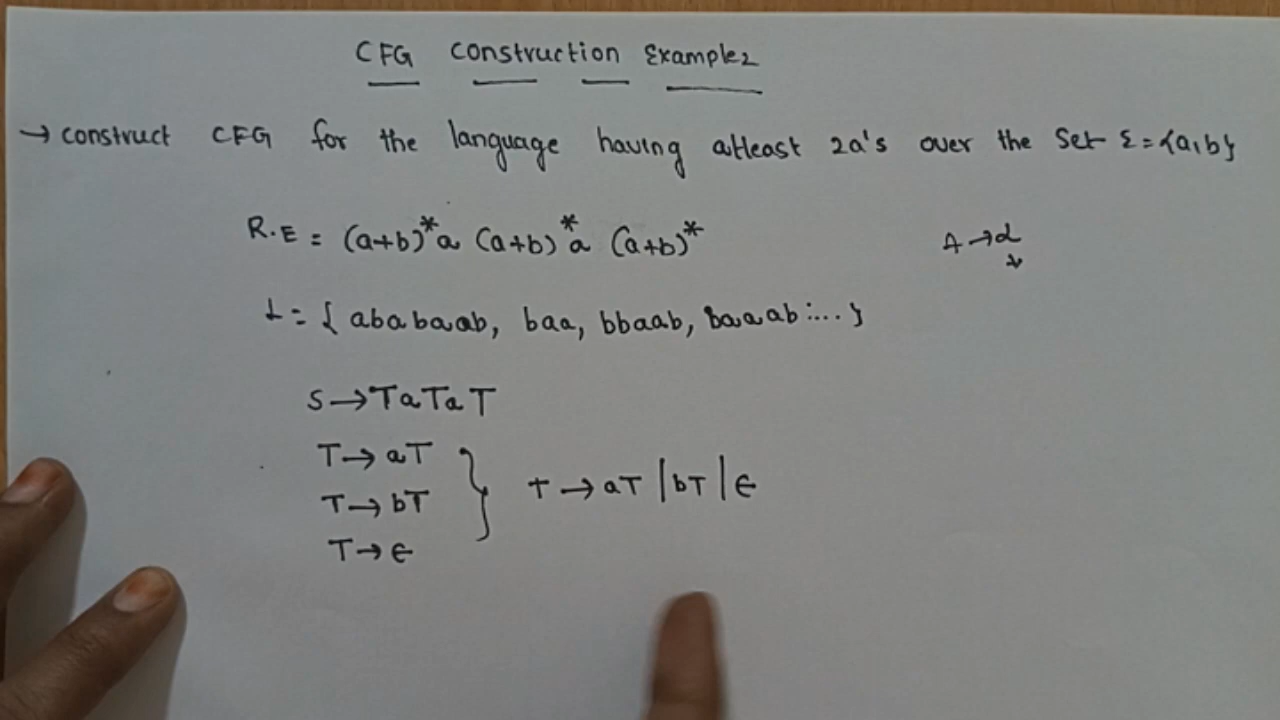 CFG Construction Example2
→ construct CFG for the language having atleast 2a's over the Set Σ = {a,b}
R.E = (a+b)*a (a+b)*a (a+b)*
A → α
L = { ababaab, baa, bbaab, baaab .... }
S → TaTaT
T → aT
T → bT
T → ϵ
T → aT | bT | ϵ